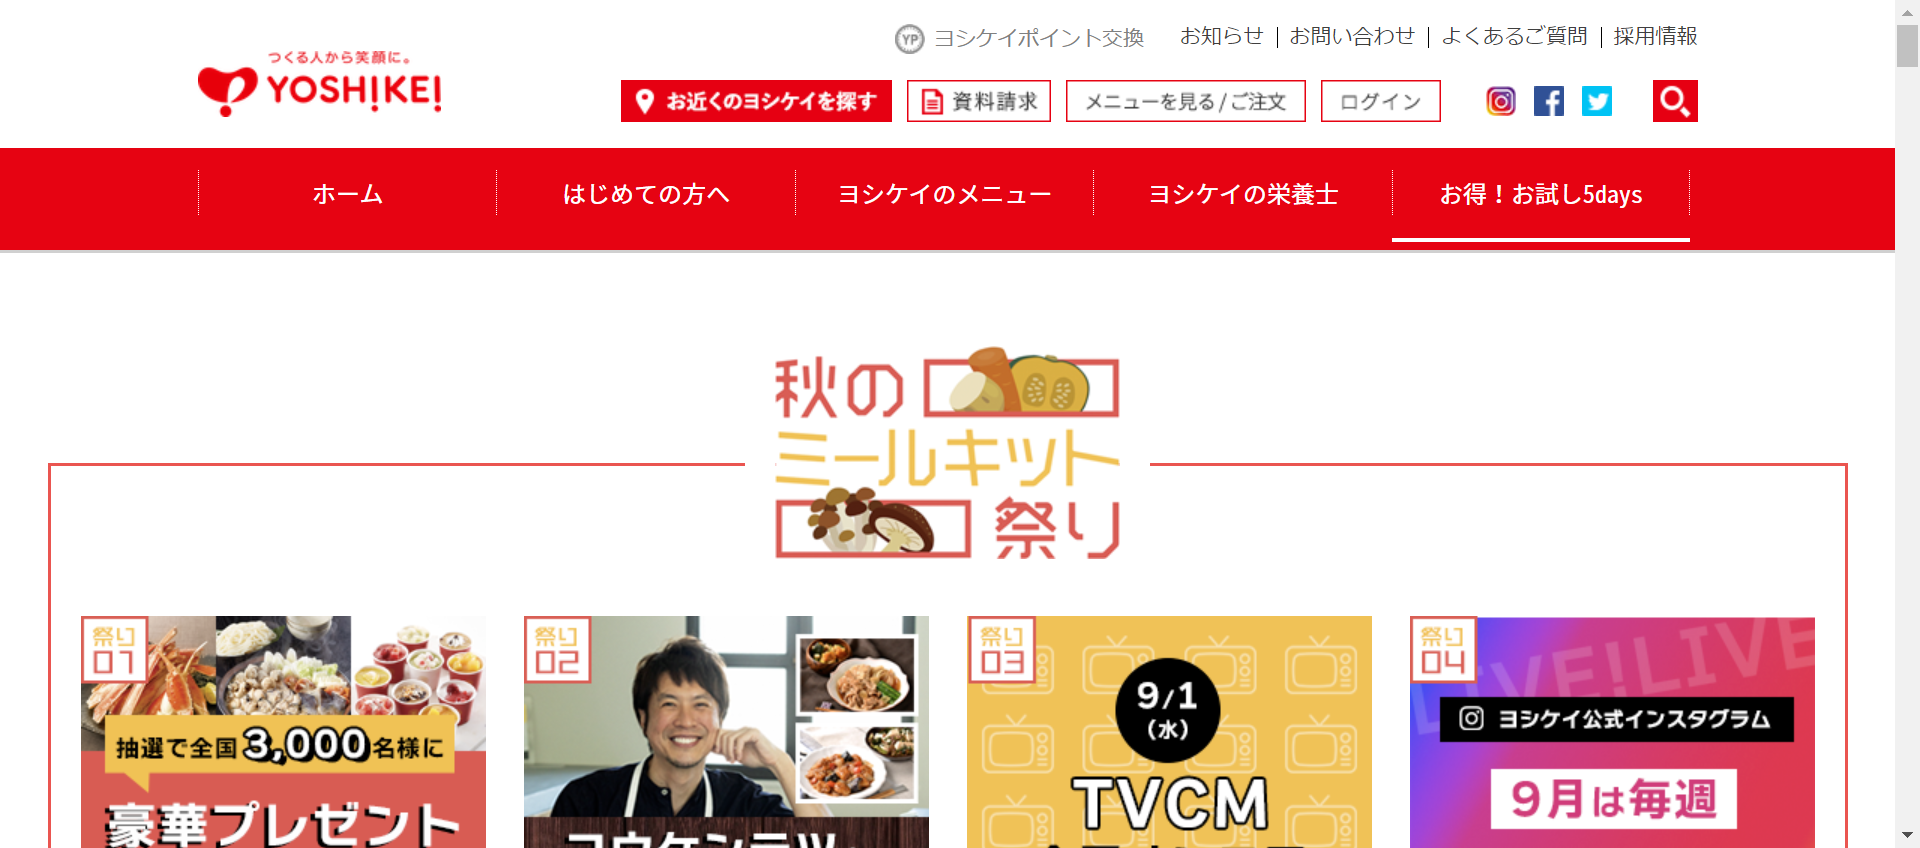 YP ヨシケイポイント交換 お知らせ お問い合わせ よくあるご質問 採用情報
つくる人から笑顔に。
YOSHIKEI
お近くのヨシケイを探す 資料請求 メニューを見る/ご注文 ログイン
ホーム はじめての方へ ヨシケイのメニュー ヨシケイの栄養士 お得！お試し5days
秋の
ミールキット
祭り
祭り
01
抽選で全国3,000名様に
豪華プレゼント
祭り
02
コウケンテツ
祭り
03
9/1
(水)
TVCM
祭り
04
LIVE!LIVE
ヨシケイ公式インスタグラム
9月は毎週